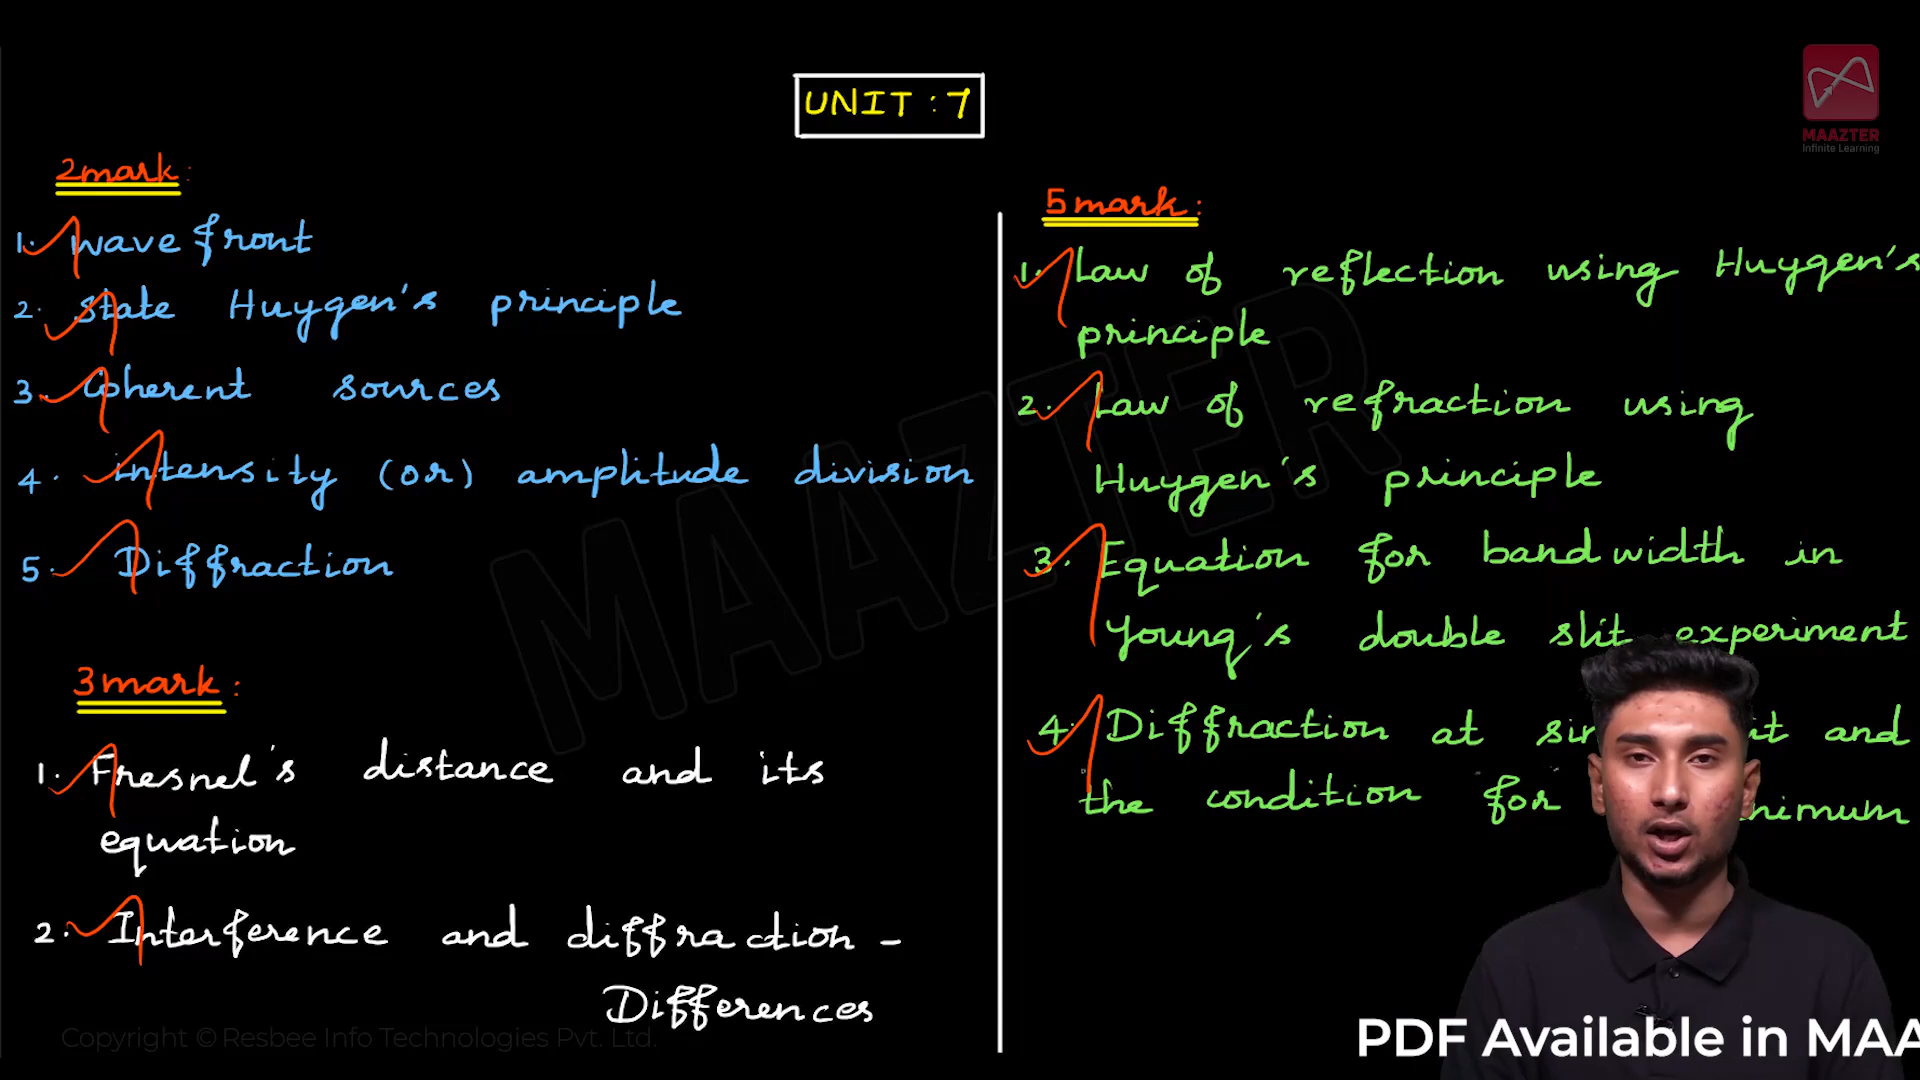 UNIT : 7
MAAZTER
Infinite Learning
2mark:
1. wave front
2. state Huygen's principle
3. Coherent sources
4. intensity (or) amplitude division
5. Diffraction
3mark:
1. Fresnel's distance and its
equation
2. Interference and diffraction -
Differences
5mark:
1. Law of reflection using Huygen's
principle
2. Law of refraction using
Huygen's principle
3. Equation for band width in
Young's double slit experiment
4. Diffraction at and
the condition for
MAAZTER
Copyright © Resbee Info Technologies Pvt. Ltd.
PDF Available in MAA